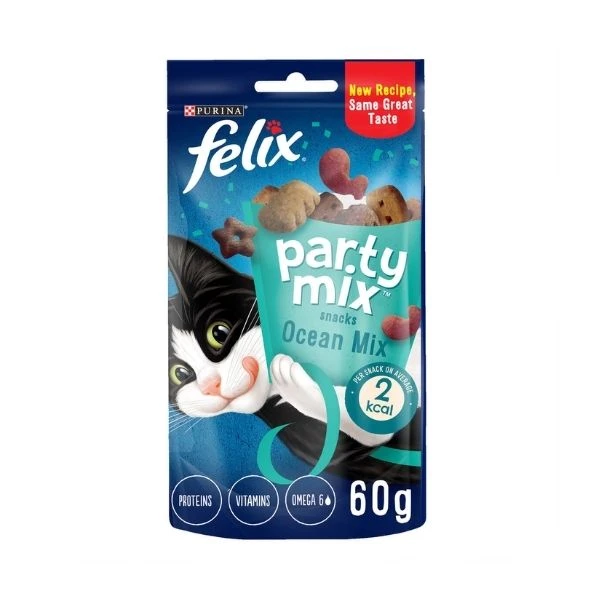 New Recipe,
Same Great
Taste
PURINA
felix
party
mix™
snacks
Ocean Mix
PER SNACK ON AVERAGE
2
kcal
PROTEINS
VITAMINS
OMEGA 6
60g